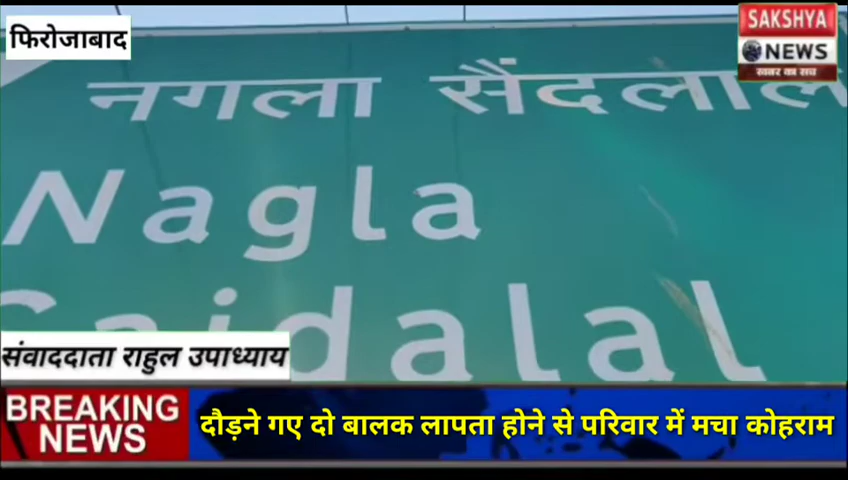 फिरोजाबाद
SAKSHYA
NEWS
खबर का सच
नगला सैंदलाल
Nagla
Saidalal
संवाददाता राहुल उपाध्याय
BREAKING
NEWS
दौड़ने गए दो बालक लापता होने से परिवार में मचा कोहराम